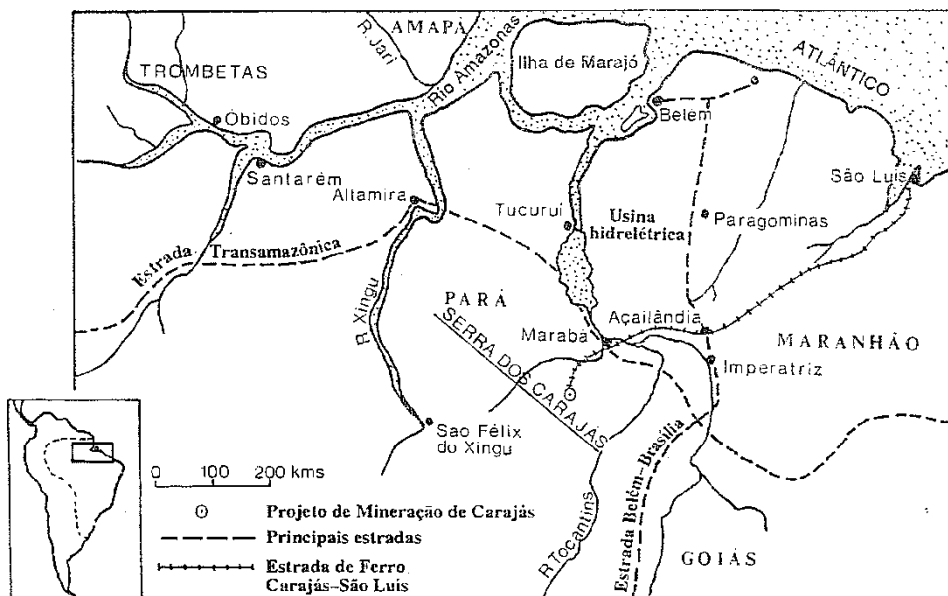 AMAPÁ
R. Jari
TROMBETAS
Rio Amazonas
Ilha de Marajó
ATLÂNTICO
Óbidos
Belém
Santarém
São Luís
Altamira
Tucuruí
Usina
hidrelétrica
Paragominas
Estrada Transamazônica
R Xingu
PARÁ
SERRA DOS CARAJÁS
Marabá
Açailândia
MARANHÃO
Imperatriz
Sao Félix
do Xingu
R Tocantins
Estrada Belém-Brasília
GOIÁS
0 100 200 kms
Projeto de Mineração de Carajás
Principais estradas
Estrada de Ferro
Carajás-São Luís